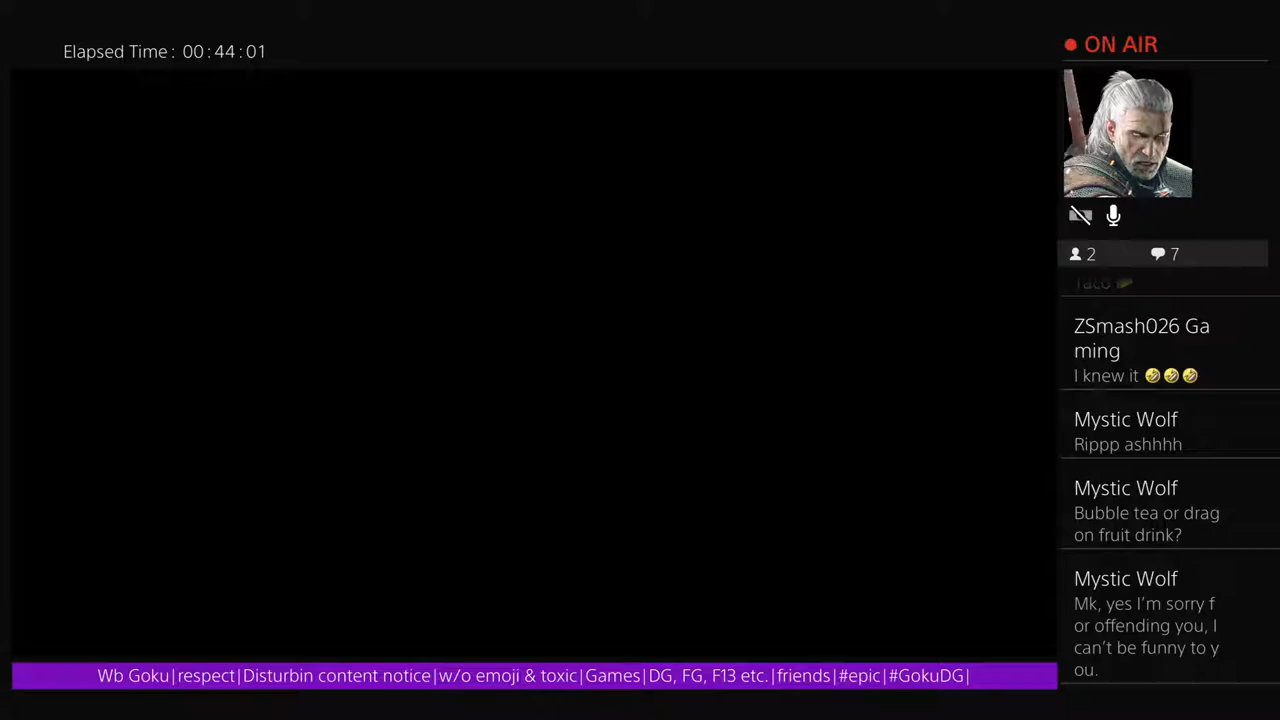 Elapsed Time: 00:44:01
ON AIR
2 7
Taco
ZSmash026 Ga
ming
I knew it 🤣🤣🤣
Mystic Wolf
Rippp ashhhh
Mystic Wolf
Bubble tea or drag
on fruit drink?
Mystic Wolf
Mk, yes I’m sorry f
or offending you, I
can’t be funny to y
ou.
Wb Goku|respect|Disturbin content notice|w/o emoji & toxic|Games|DG, FG, F13 etc.|friends|#epic|#GokuDG|